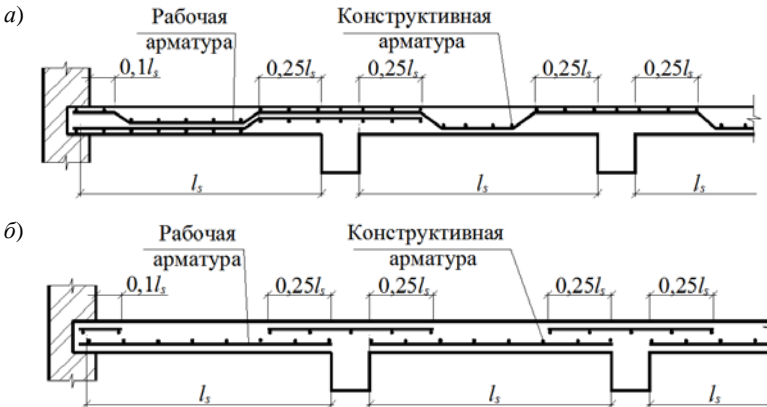 а)
Рабочая арматура
Конструктивная арматура
0,1lₛ
0,25lₛ
0,25lₛ
0,25lₛ
0,25lₛ
lₛ
lₛ
lₛ
б)
Рабочая арматура
Конструктивная арматура
0,1lₛ
0,25lₛ
0,25lₛ
0,25lₛ
0,25lₛ
lₛ
lₛ
lₛ